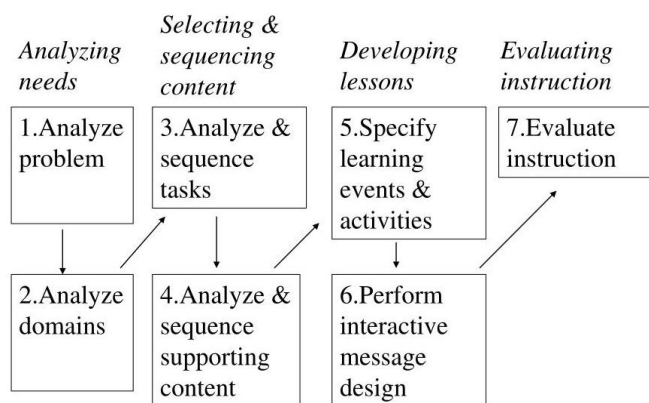 Analyzing
needs
Selecting &
sequencing
content
Developing
lessons
Evaluating
instruction
1.Analyze
problem
3.Analyze &
sequence
tasks
5.Specify
learning
events &
activities
7.Evaluate
instruction
2.Analyze
domains
4.Analyze &
sequence
supporting
content
6.Perform
interactive
message
design